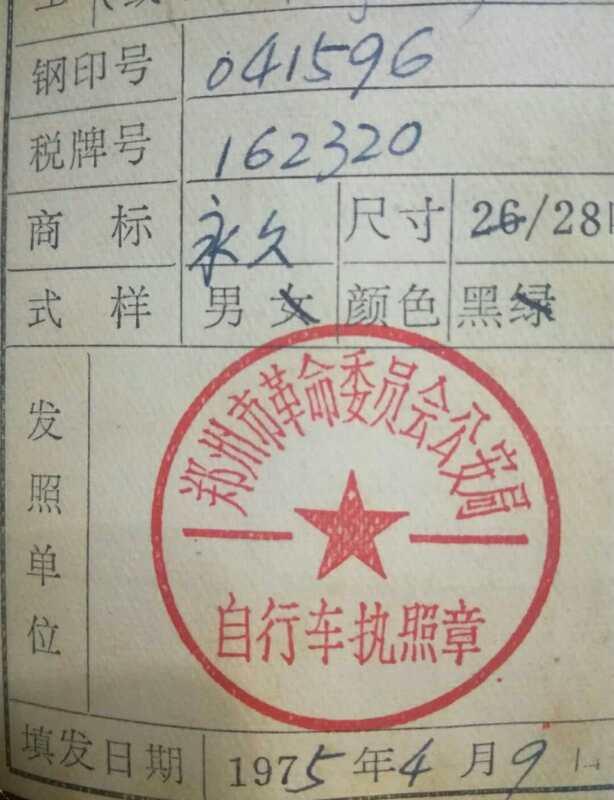 钢印号 041596
税牌号 162320
商标 永久 尺寸 26/28
式样 男女 颜色 黑绿
发照单位
郑州市革命委员会公安局
自行车执照章
填发日期 1975年4月9日